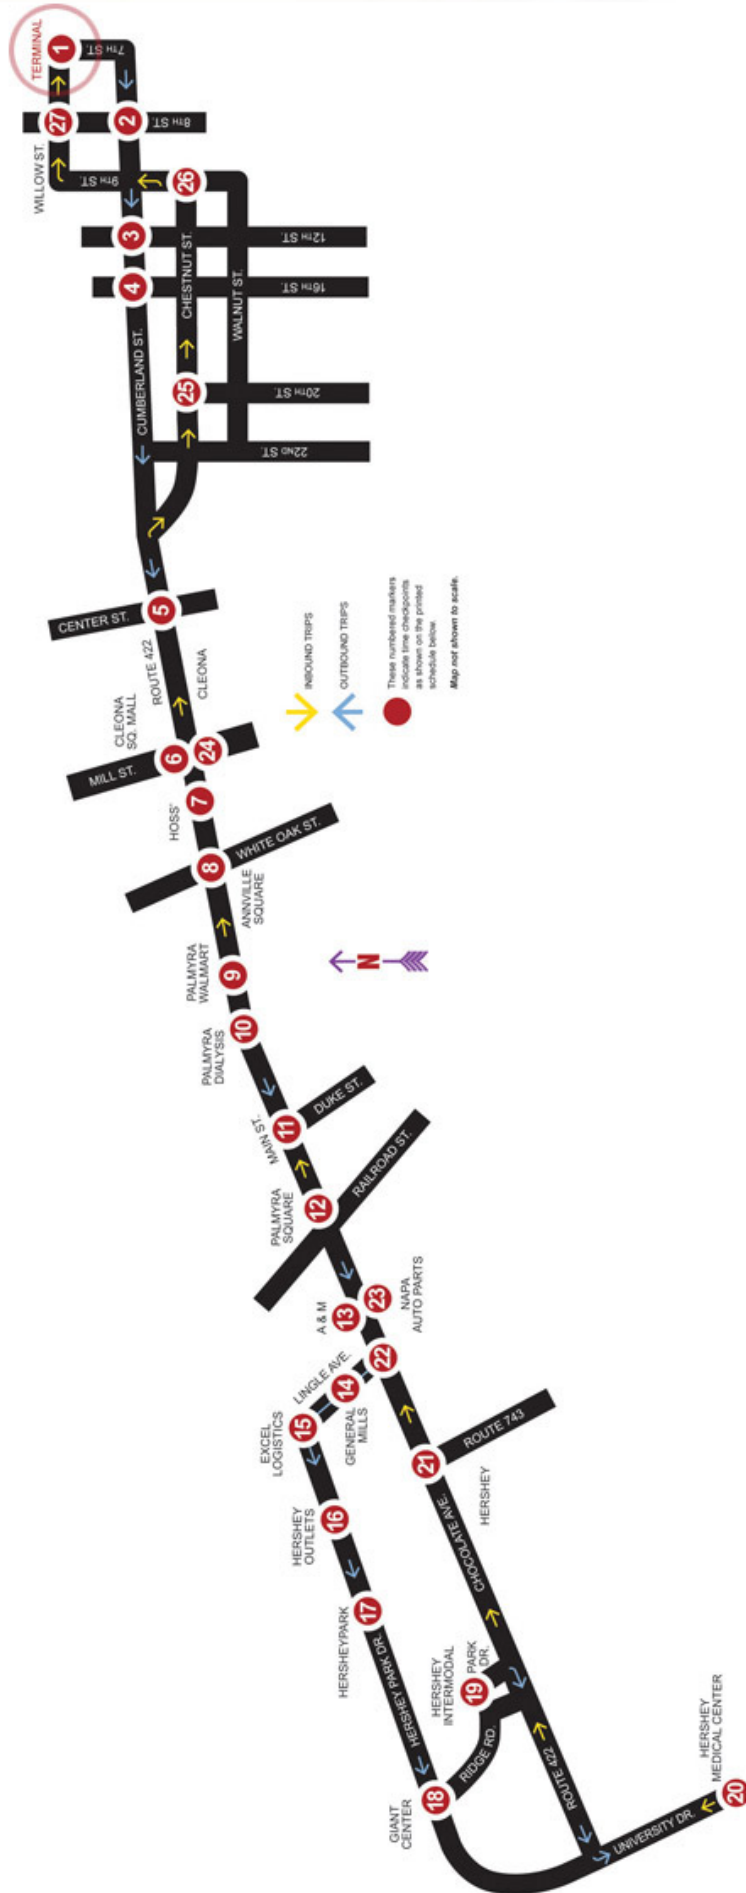 TERMINAL
1
7TH ST.
WILLOW ST.
27
2
8TH ST.
9TH ST.
26
3
12TH ST.
CHESTNUT ST.
4
16TH ST.
WALNUT ST.
CUMBERLAND ST.
25
20TH ST.
22ND ST.
CENTER ST.
5
ROUTE 422
CLEONA
CLEONA
SQ. MALL
MILL ST.
6
24
HOSS'
7
8
WHITE OAK ST.
ANNVILLE
SQUARE
PALMYRA
WALMART
9
PALMYRA
DIALYSIS
10
MAIN ST.
11
DUKE ST.
PALMYRA
SQUARE
12
RAILROAD ST.
A & M
13
23
NAPA
AUTO PARTS
22
LINGLE AVE.
14
GENERAL
MILLS
15
EXCEL
LOGISTICS
HERSHEY
OUTLETS
16
HERSHEYPARK
17
HERSHEY PARK DR.
GIANT
CENTER
18
RIDGE RD.
HERSHEY
INTERMODAL
19
PARK
DR.
CHOCOLATE AVE.
21
ROUTE 743
HERSHEY
ROUTE 422
UNIVERSITY DR.
20
HERSHEY
MEDICAL CENTER
N
INBOUND TRIPS
OUTBOUND TRIPS
These numbered markers
indicate time checkpoints
as shown on the printed
schedule below.
Map not shown to scale.